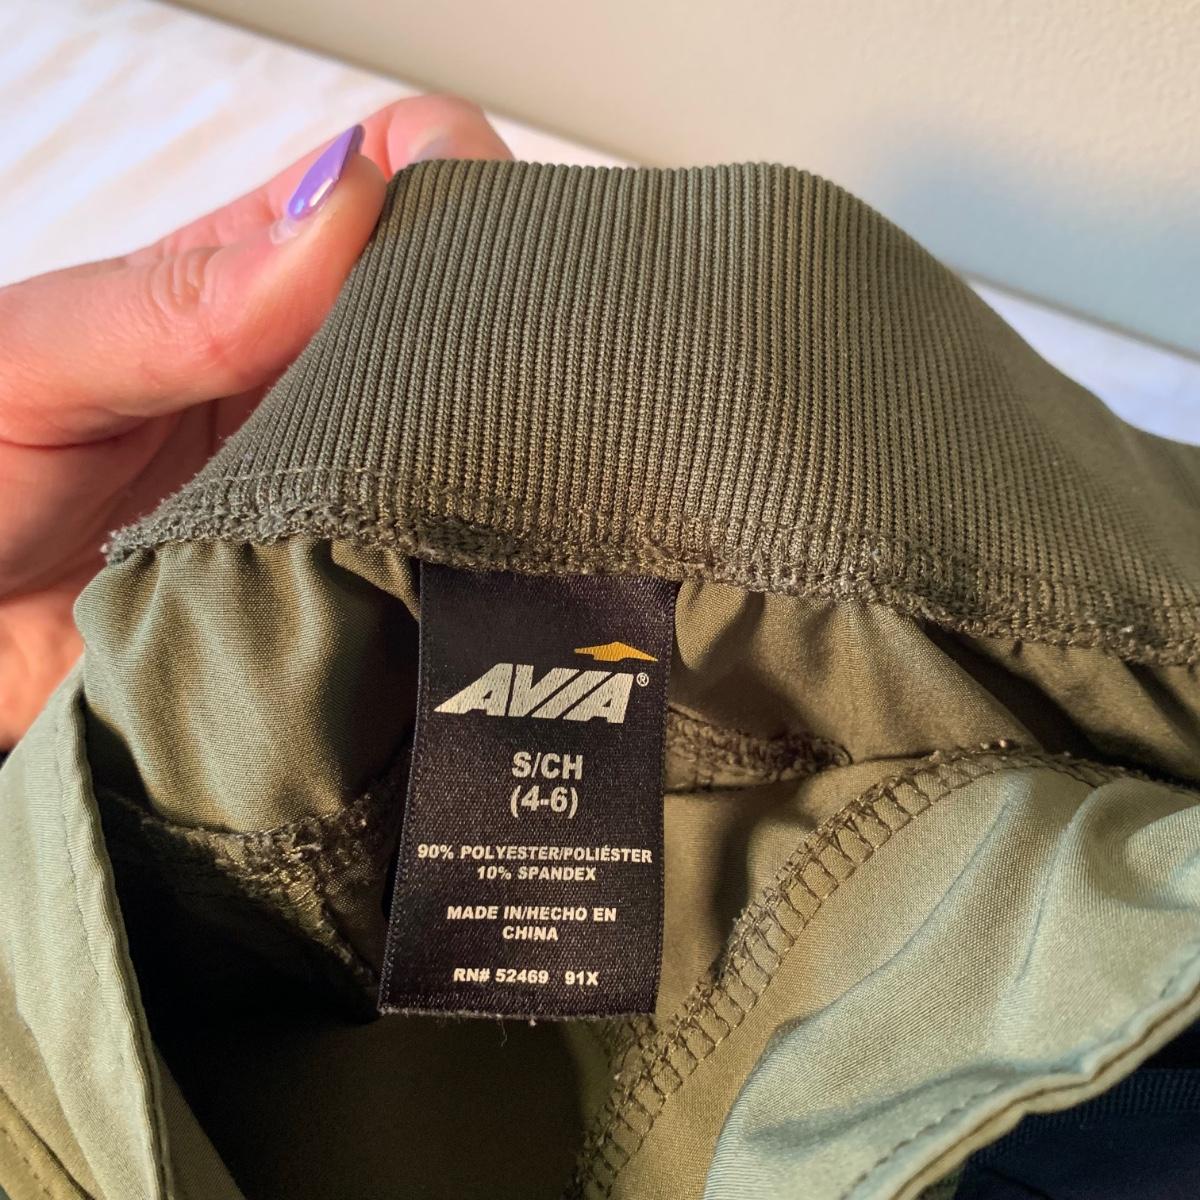 AVIA®
S/CH
(4-6)
90% POLYESTER/POLIÉSTER
10% SPANDEX
MADE IN/HECHO EN
CHINA
RN# 52469 91X